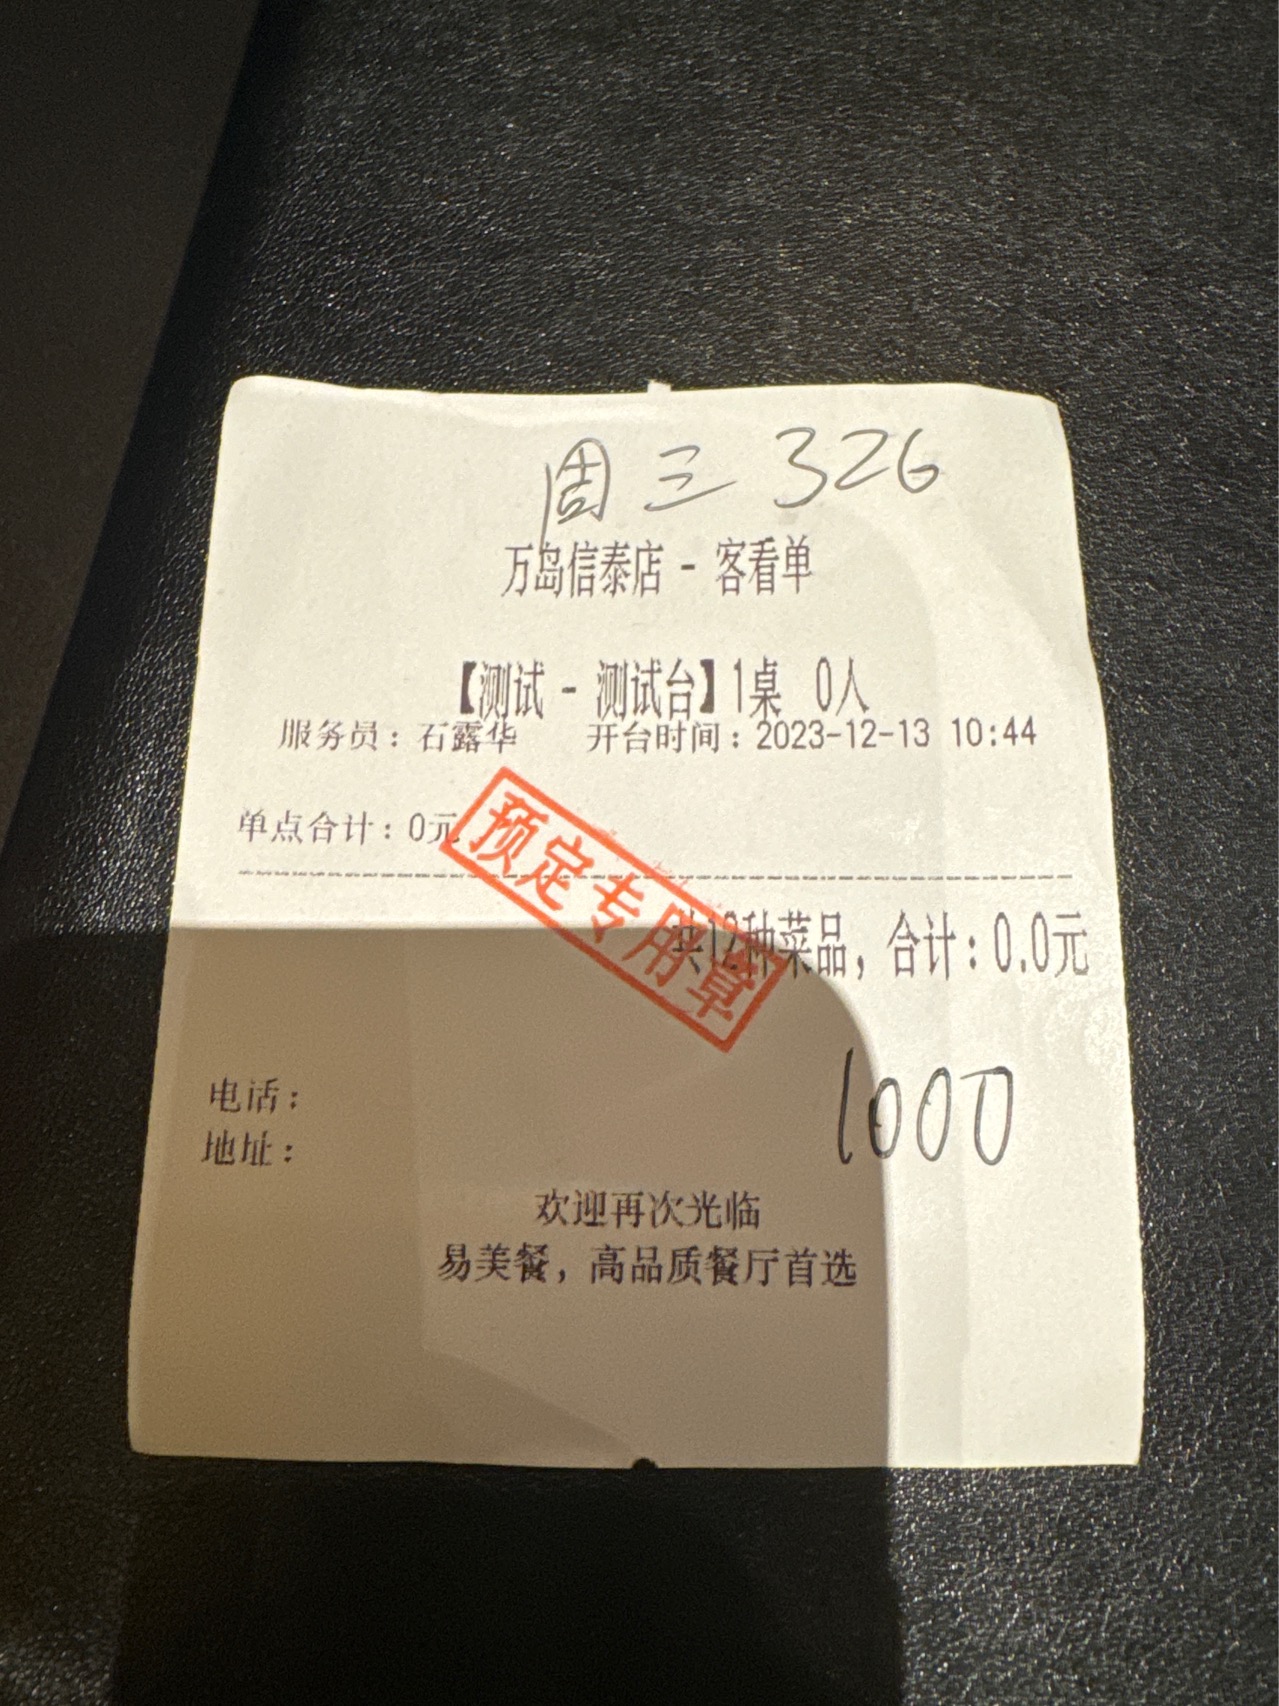 周三 326
万岛信泰店 - 客看单
【测试 - 测试台】1桌 0人
服务员：石露华 开台时间：2023-12-13 10:44
单点合计：0元
预定专用章
共12种菜品，合计：0.0元
电话：
1000
地址：
欢迎再次光临
易美餐，高品质餐厅首选